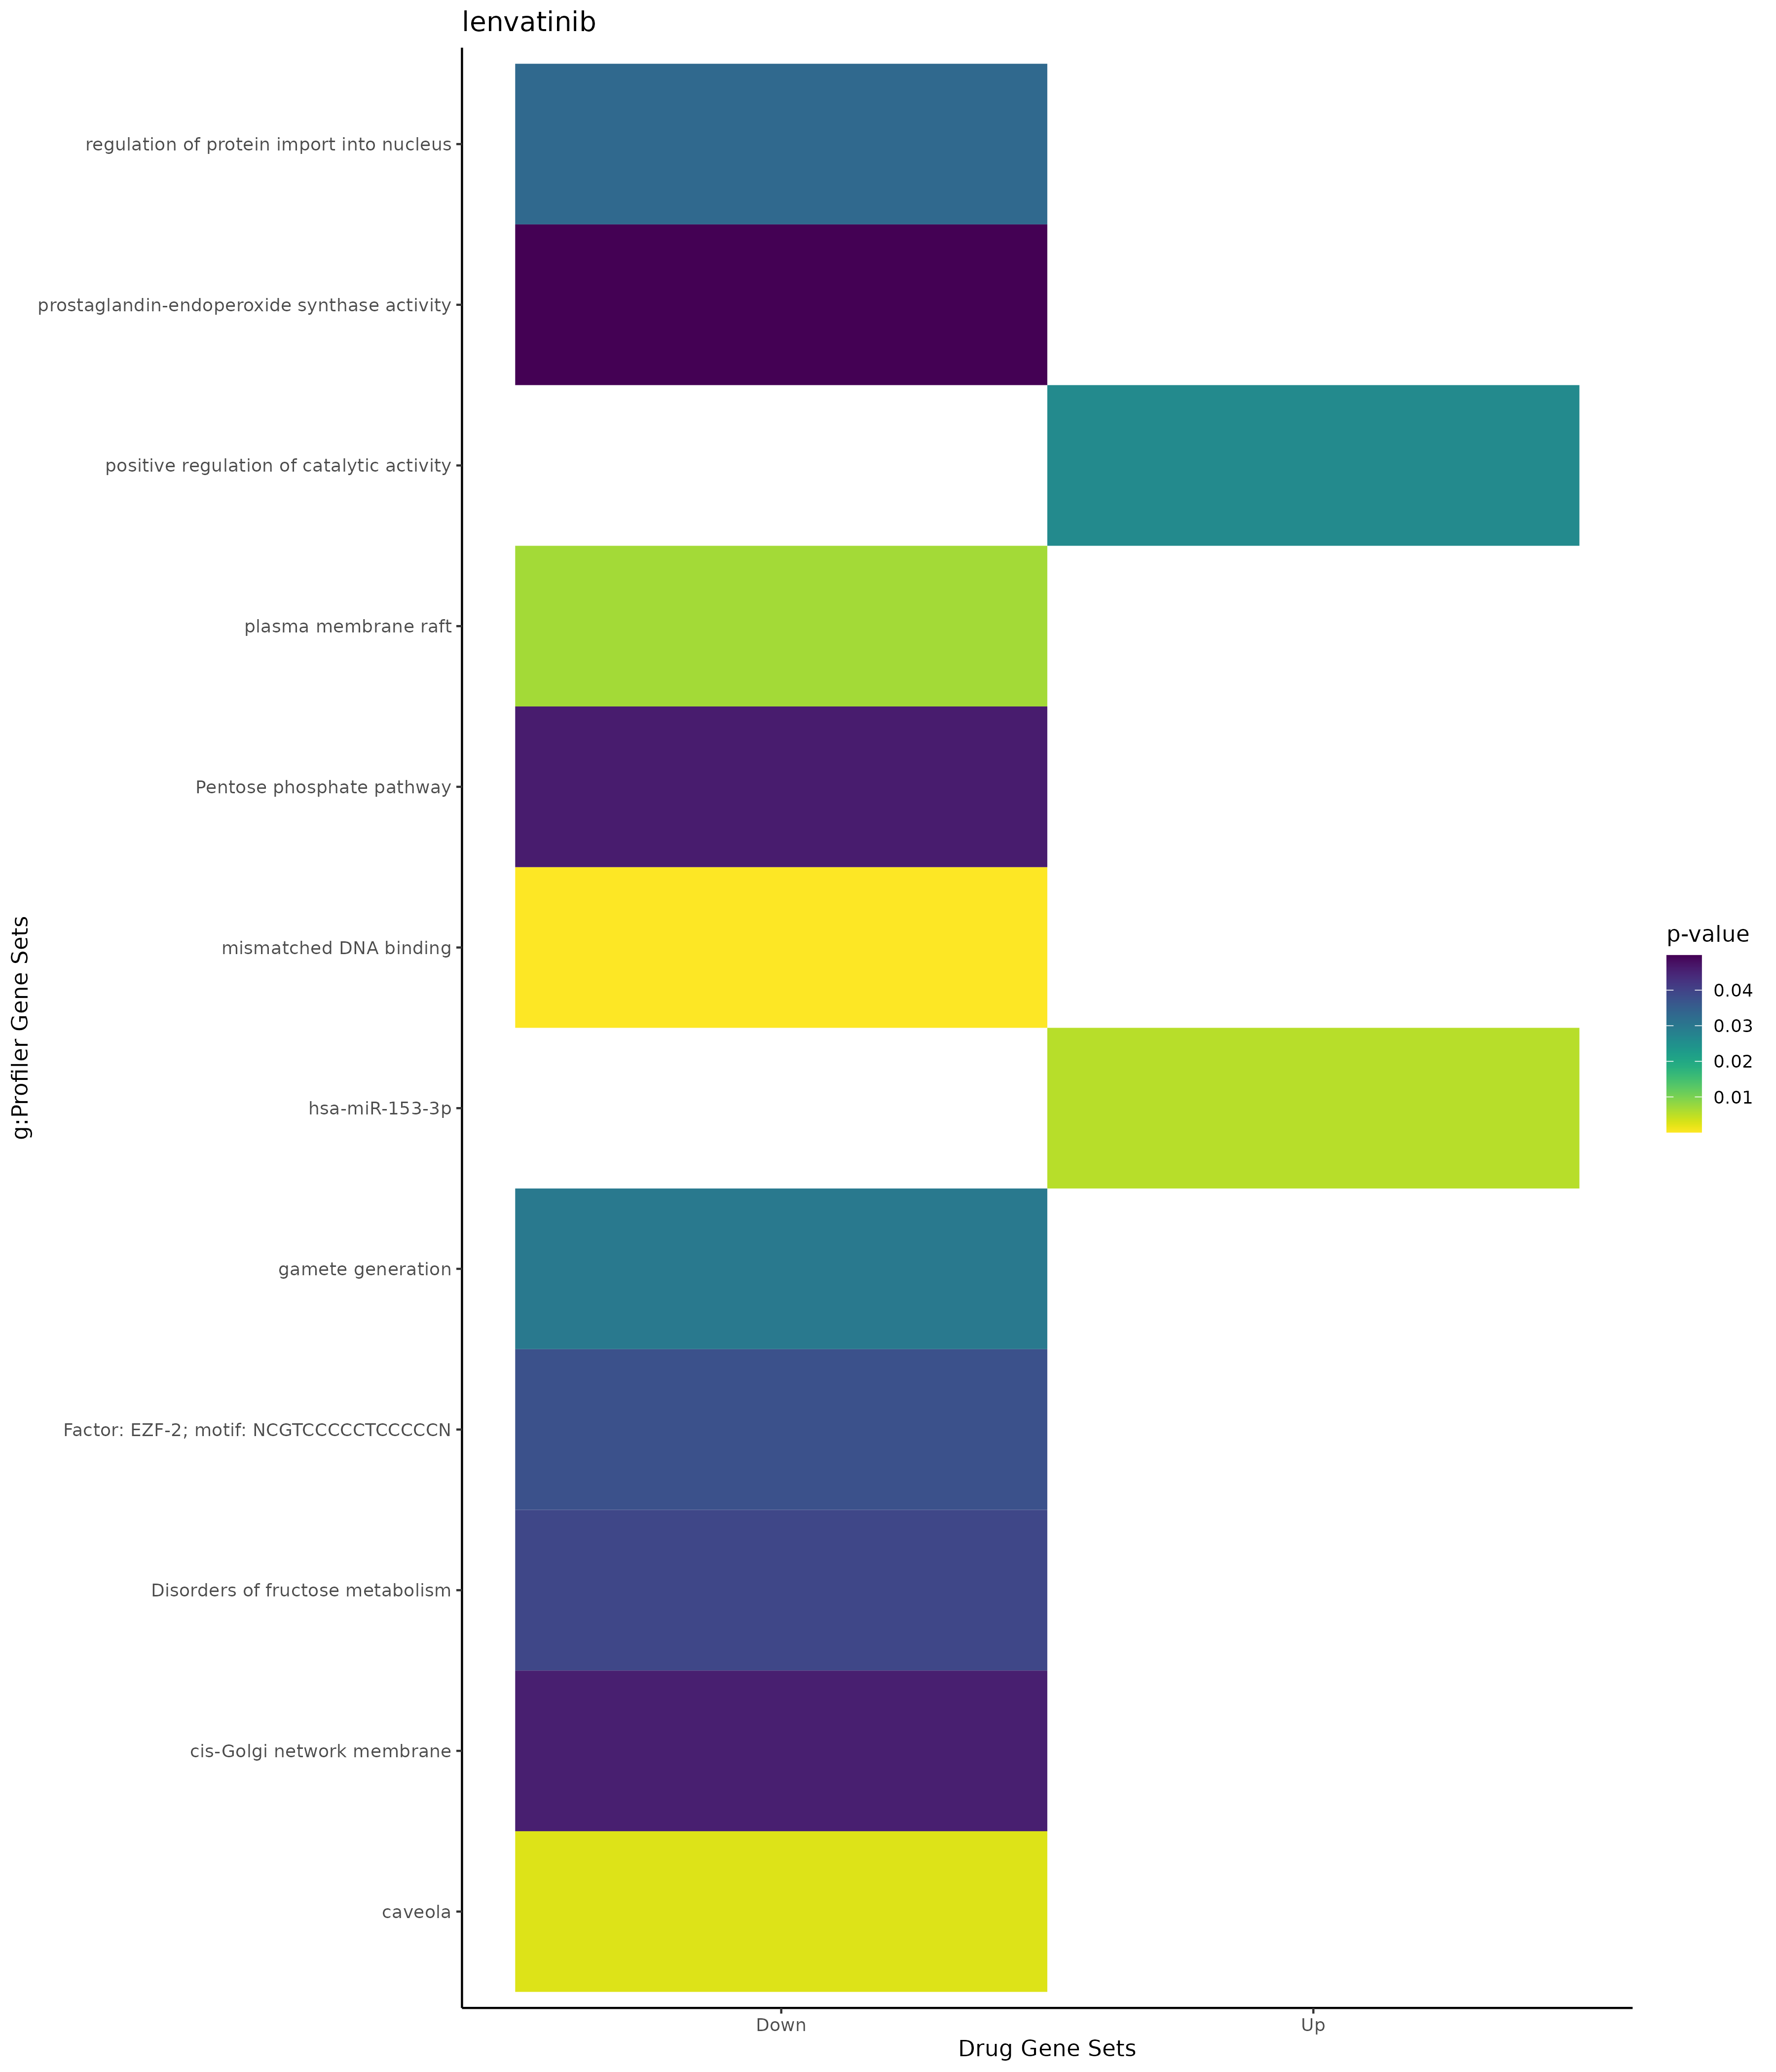 lenvatinib
regulation of protein import into nucleus
prostaglandin-endoperoxide synthase activity
positive regulation of catalytic activity
plasma membrane raft
Pentose phosphate pathway
mismatched DNA binding
hsa-miR-153-3p
gamete generation
Factor: EZF-2; motif: NCGTCCCCCTCCCCCN
Disorders of fructose metabolism
cis-Golgi network membrane
caveola
g:Profiler Gene Sets
Down
Up
Drug Gene Sets
p-value
0.04
0.03
0.02
0.01